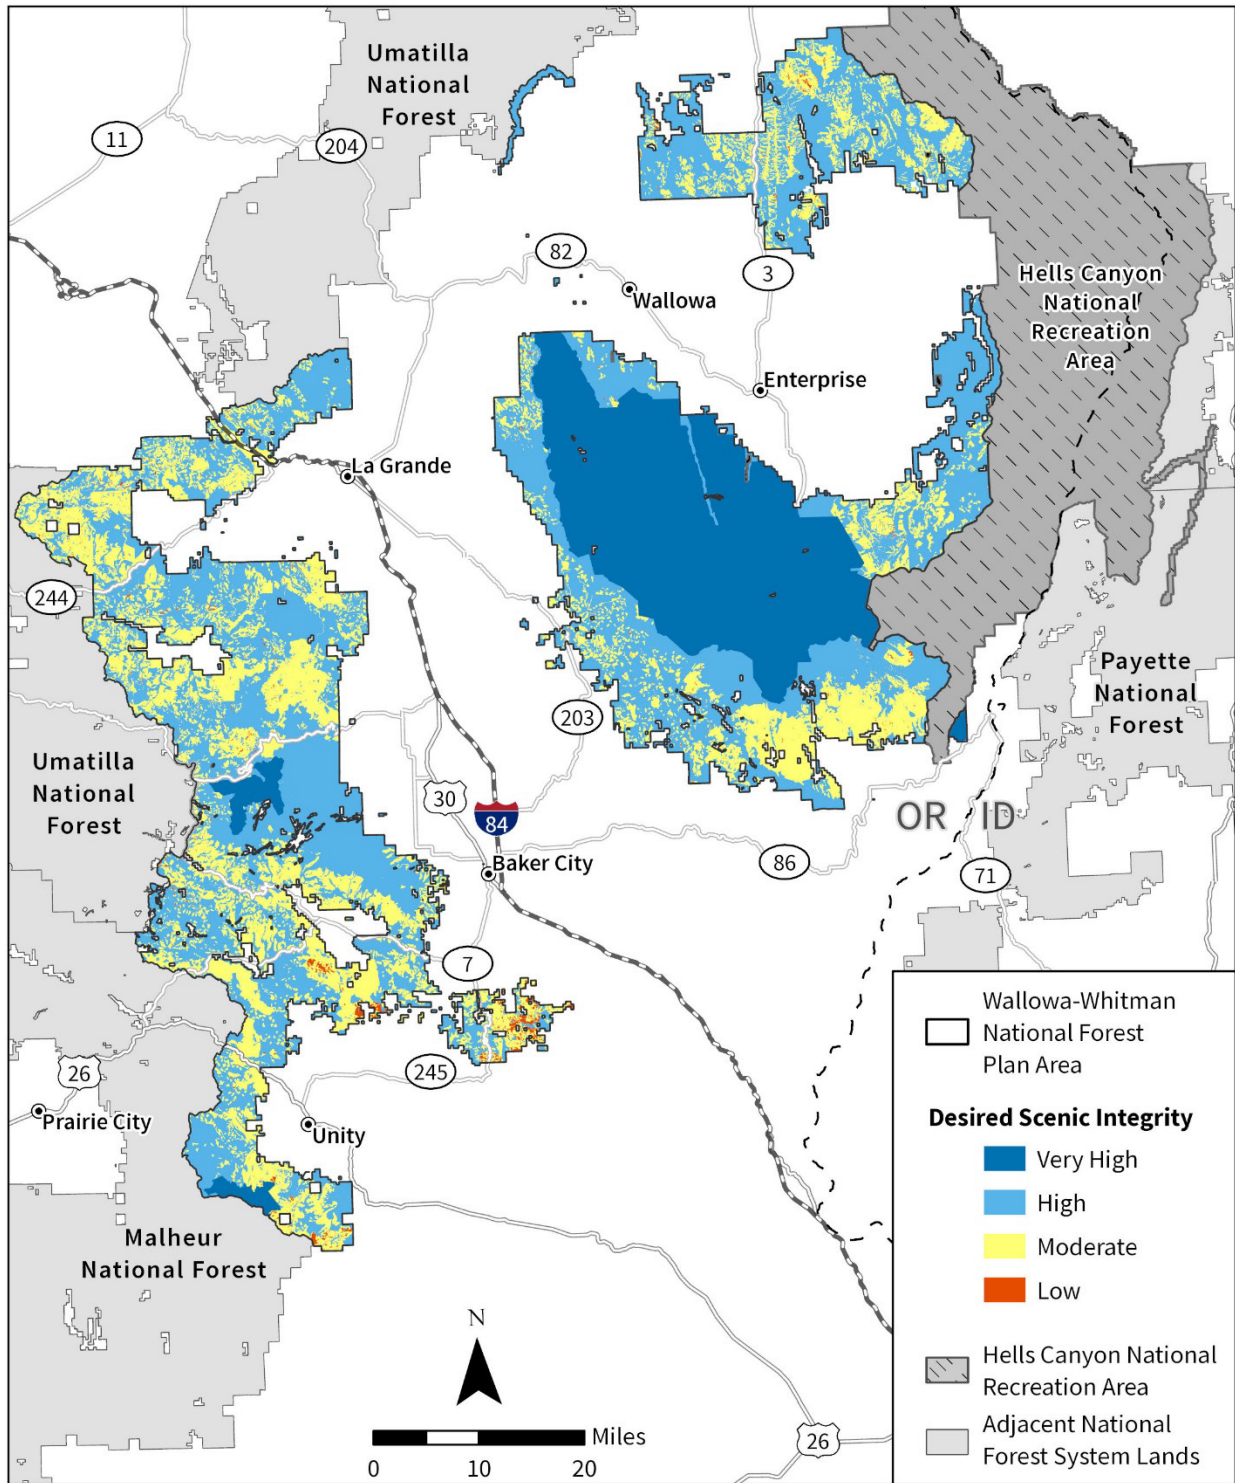 Umatilla
National
Forest
11
204
82
Wallowa
3
Hells Canyon
National
Recreation
Area
Enterprise
La Grande
244
203
Payette
National
Forest
Umatilla
National
Forest
30
84
OR ID
Baker City
86
71
7
245
26
Prairie City
Unity
Malheur
National Forest
N
Miles
0 10 20
26
Wallowa-Whitman
National Forest
Plan Area
Desired Scenic Integrity
Very High
High
Moderate
Low
Hells Canyon National
Recreation Area
Adjacent National
Forest System Lands